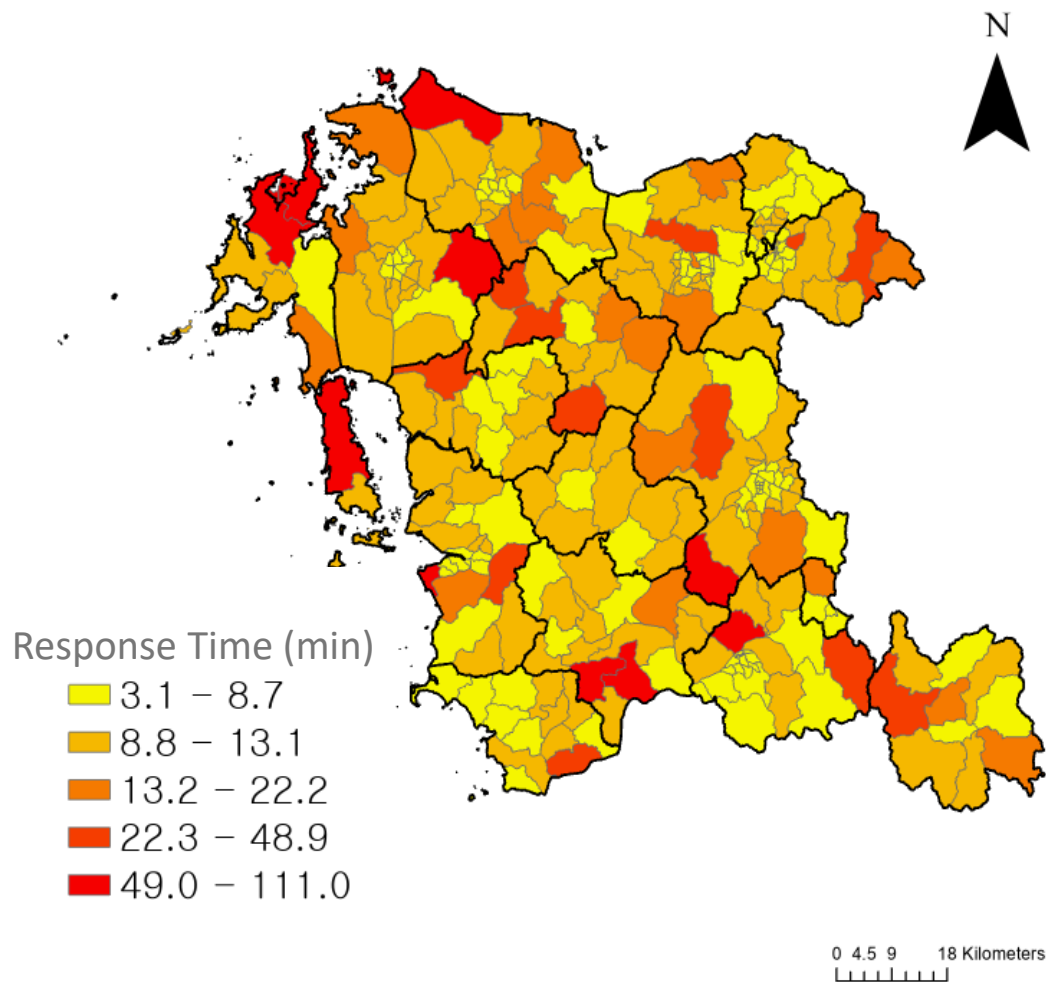 N
Response Time (min)
3.1 – 8.7
8.8 – 13.1
13.2 – 22.2
22.3 – 48.9
49.0 – 111.0
0 4.5 9 18 Kilometers